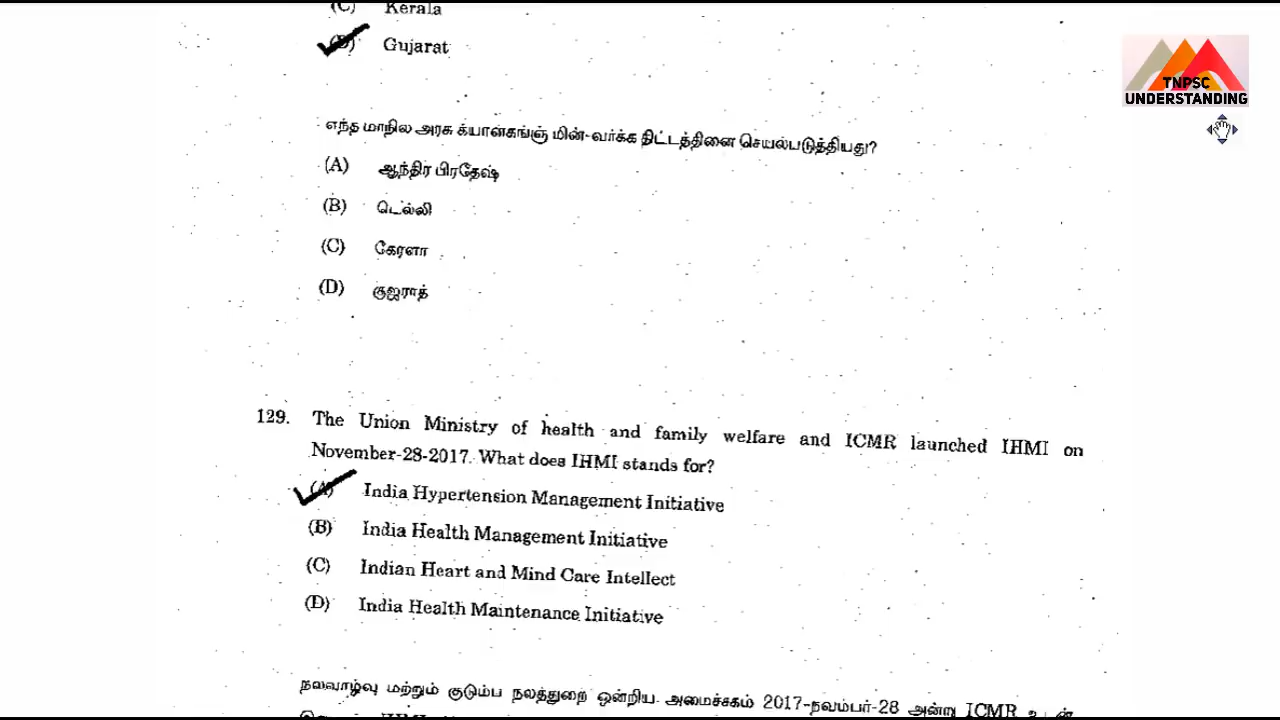 (C) Kerala
(D) Gujarat
TNPSC
UNDERSTANDING
எந்த மாநில அரசு க்யான்கஞ்ஞ் மின்-வர்க்க திட்டத்தினை செயல்படுத்தியது?
(A) ஆந்திர பிரதேஷ்
(B) டெல்லி
(C) கேரளா
(D) குஜராத்
129. The Union Ministry of health and family welfare and ICMR launched IHMI on
November-28-2017. What does IHMI stands for?
(A) India Hypertension Management Initiative
(B) India Health Management Initiative
(C) Indian Heart and Mind Care Intellect
(D) India Health Maintenance Initiative
நலவாழ்வு மற்றும் குடும்ப நலத்துறை ஒன்றிய அமைச்சகம் 2017-நவம்பர்-28 அன்று ICMR உடன்